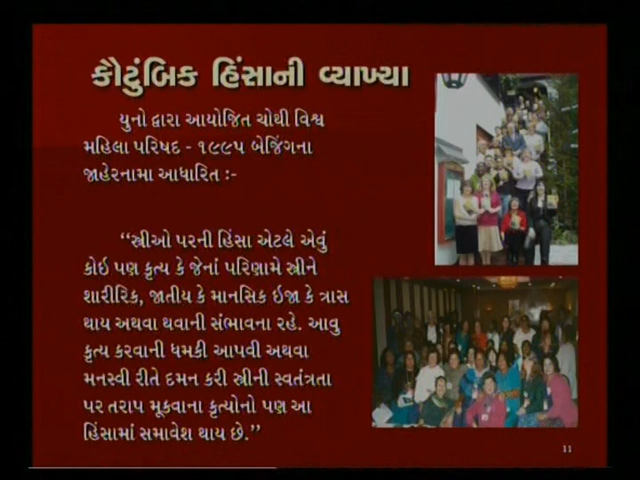 કૌટુંબિક હિંસાની વ્યાખ્યા
યુનો દ્વારા આયોજિત ચોથી વિશ્વ
મહિલા પરિષદ - ૧૯૯૫ બેજિંગના
જાહેરનામા આધારિત :-
“સ્ત્રીઓ પરની હિંસા એટલે એવું
કોઇ પણ કૃત્ય કે જેનાં પરિણામે સ્ત્રીને
શારીરિક, જાતીય કે માનસિક ઇજા કે ત્રાસ
થાય અથવા થવાની સંભાવના રહે. આવુ
કૃત્ય કરવાની ધમકી આપવી અથવા
મનસ્વી રીતે દમન કરી સ્ત્રીની સ્વતંત્રતા
પર તરાપ મૂકવાના કૃત્યોનો પણ આ
હિંસામાં સમાવેશ થાય છે.”
11